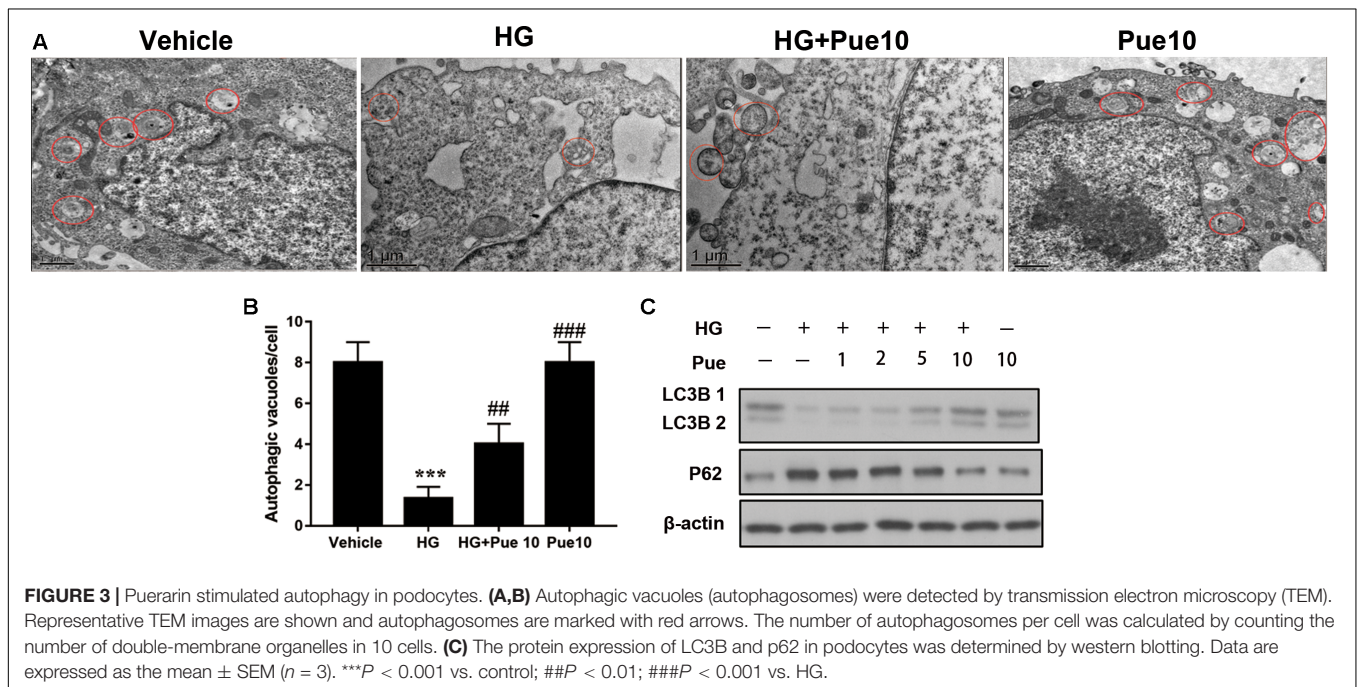 A
Vehicle
HG
HG+Pue10
Pue10
1 µm
1 µm
1 µm
B
Autophagic vacuoles/cell
10
8
6
4
2
0
***
##
###
Vehicle
HG
HG+Pue 10
Pue10
C
HG – + + + + + –
Pue – – 1 2 5 10 10
LC3B 1
LC3B 2
P62
β-actin
FIGURE 3 | Puerarin stimulated autophagy in podocytes. (A,B) Autophagic vacuoles (autophagosomes) were detected by transmission electron microscopy (TEM).
Representative TEM images are shown and autophagosomes are marked with red arrows. The number of autophagosomes per cell was calculated by counting the
number of double-membrane organelles in 10 cells. (C) The protein expression of LC3B and p62 in podocytes was determined by western blotting. Data are
expressed as the mean ± SEM (n = 3). ***P < 0.001 vs. control; ##P < 0.01; ###P < 0.001 vs. HG.